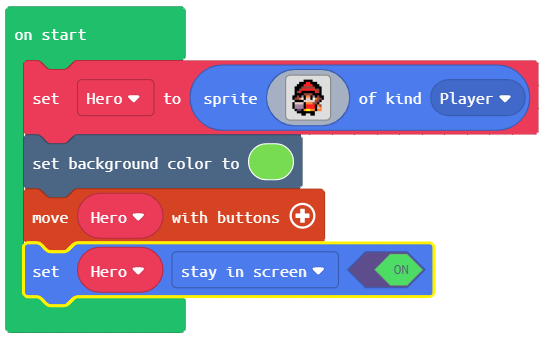 on start
set Hero to sprite of kind Player
set background color to
move Hero with buttons
set Hero stay in screen ON